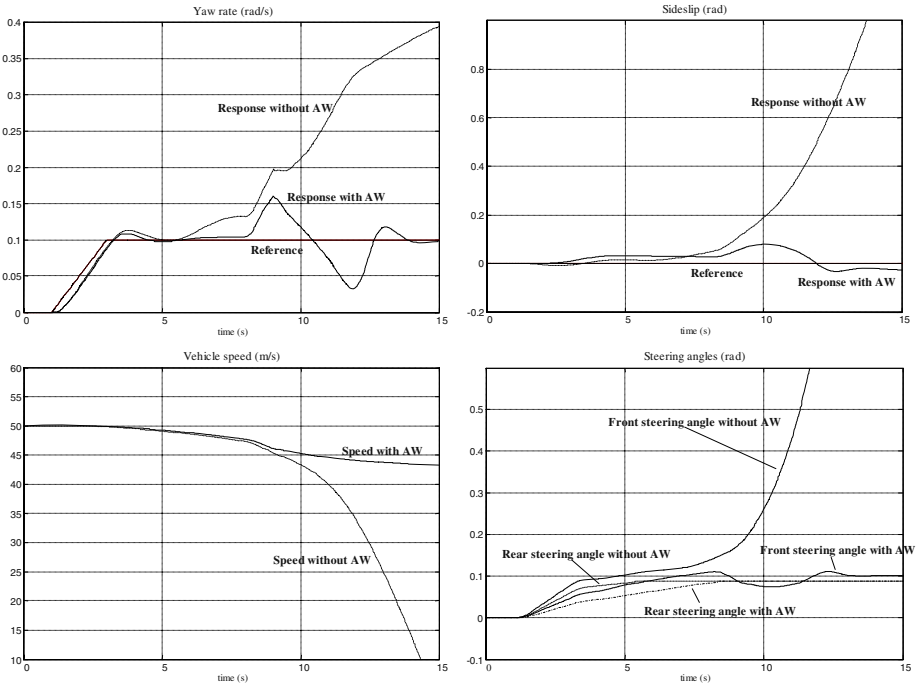 Yaw rate (rad/s)
0.4
0.35
0.3
0.25
0.2
0.15
0.1
0.05
0
Response without AW
Response with AW
Reference
0 5 10 15
time (s)
Sideslip (rad)
0.8
0.6
0.4
0.2
0
-0.2
Response without AW
Reference
Response with AW
0 5 10 15
time (s)
Vehicle speed (m/s)
60
55
50
45
40
35
30
25
20
15
10
Speed with AW
Speed without AW
0 5 10 15
time (s)
Steering angles (rad)
0.5
0.4
0.3
0.2
0.1
0
-0.1
Front steering angle without AW
Rear steering angle without AW
Front steering angle with AW
Rear steering angle with AW
0 5 10 15
time (s)